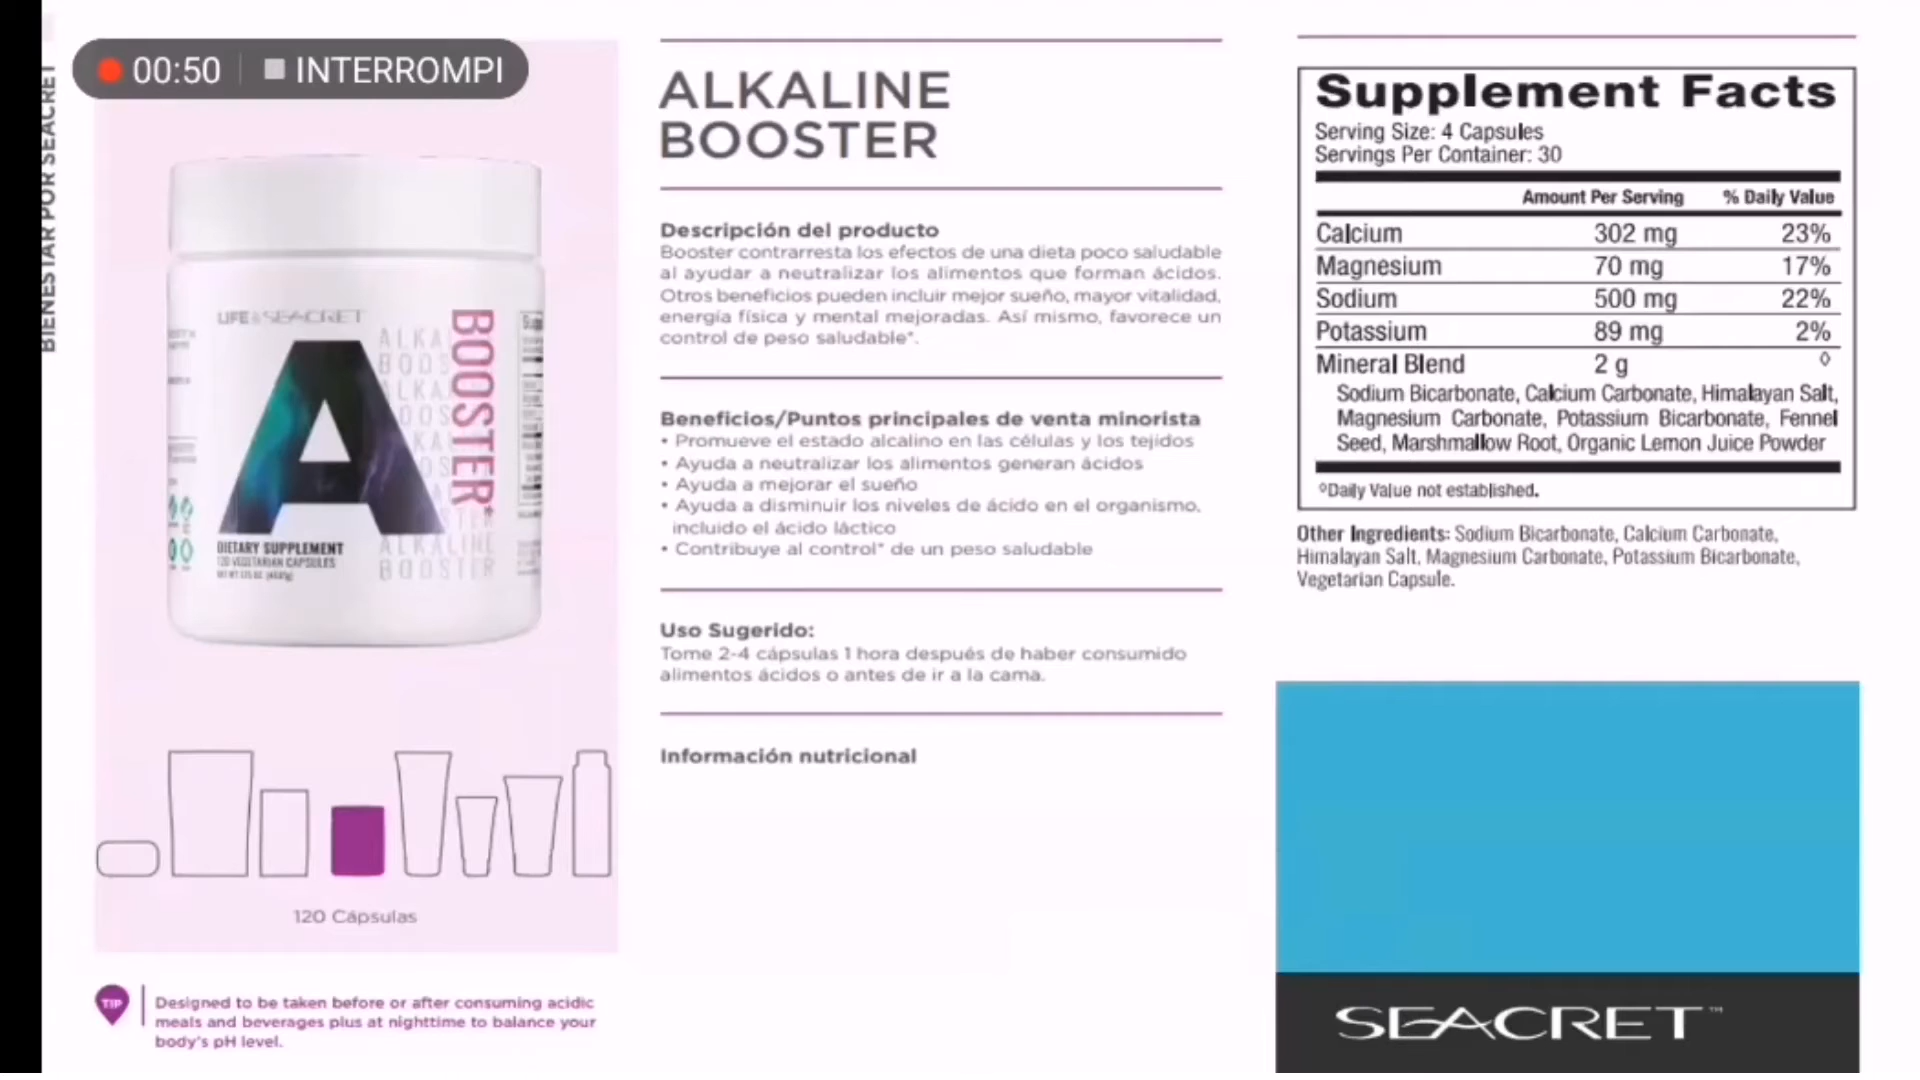 00:50 INTERROMPI
BIENESTAR POR SEACRET
LIFE & SEACRET
BOOSTER*
DIETARY SUPPLEMENT
120 VEGETARIAN CAPSULES
ALKALINE
BOOSTER
120 Cápsulas
TIP
Designed to be taken before or after consuming acidic
meals and beverages plus at nighttime to balance your
body's pH level.
ALKALINE
BOOSTER
Descripción del producto
Booster contrarresta los efectos de una dieta poco saludable
al ayudar a neutralizar los alimentos que forman ácidos.
Otros beneficios pueden incluir mejor sueño, mayor vitalidad,
energía física y mental mejoradas. Así mismo, favorece un
control de peso saludable*.
Beneficios/Puntos principales de venta minorista
• Promueve el estado alcalino en las células y los tejidos
• Ayuda a neutralizar los alimentos generan ácidos
• Ayuda a mejorar el sueño
• Ayuda a disminuir los niveles de ácido en el organismo,
incluido el ácido láctico
• Contribuye al control* de un peso saludable
Uso Sugerido:
Tome 2-4 cápsulas 1 hora después de haber consumido
alimentos ácidos o antes de ir a la cama.
Información nutricional
Supplement Facts
Serving Size: 4 Capsules
Servings Per Container: 30
Amount Per Serving % Daily Value
Calcium 302 mg 23%
Magnesium 70 mg 17%
Sodium 500 mg 22%
Potassium 89 mg 2%
Mineral Blend 2 g ◊
Sodium Bicarbonate, Calcium Carbonate, Himalayan Salt,
Magnesium Carbonate, Potassium Bicarbonate, Fennel
Seed, Marshmallow Root, Organic Lemon Juice Powder
◊Daily Value not established.
Other Ingredients: Sodium Bicarbonate, Calcium Carbonate,
Himalayan Salt, Magnesium Carbonate, Potassium Bicarbonate,
Vegetarian Capsule.
SEACRET™